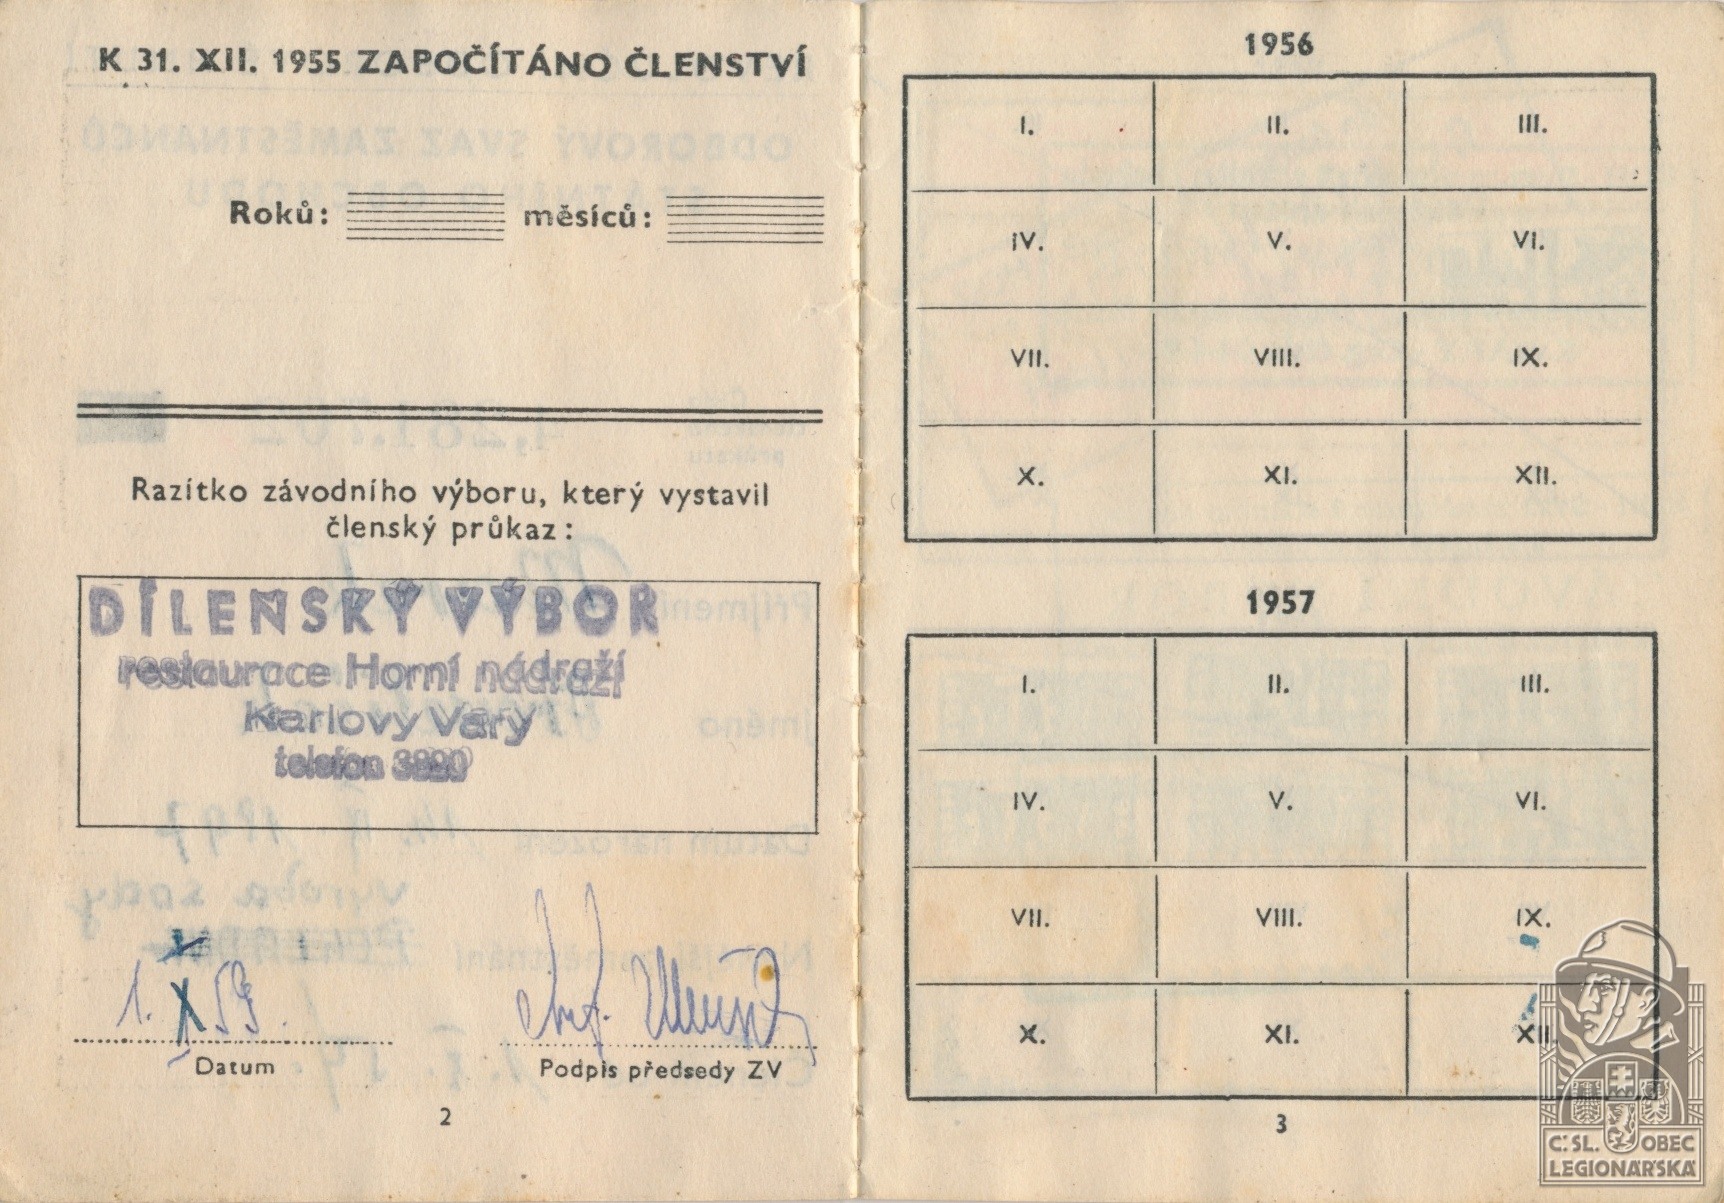 K 31. XII. 1955 ZAPOČÍTÁNO ČLENSTVÍ
Roků: měsíců:
Razítko závodního výboru, který vystavil
členský průkaz:
DÍLENSKÝ VÝBOR
restaurace Horní nádraží
Karlovy Vary
telefon 3890
1. X 59.
Datum
Podpis předsedy ZV
2
1956
I. II. III.
IV. V. VI.
VII. VIII. IX.
X. XI. XII.
1957
I. II. III.
IV. V. VI.
VII. VIII. IX.
X. XI. XII.
3
Č.SL. OBEC
LEGIONÁŘSKÁ